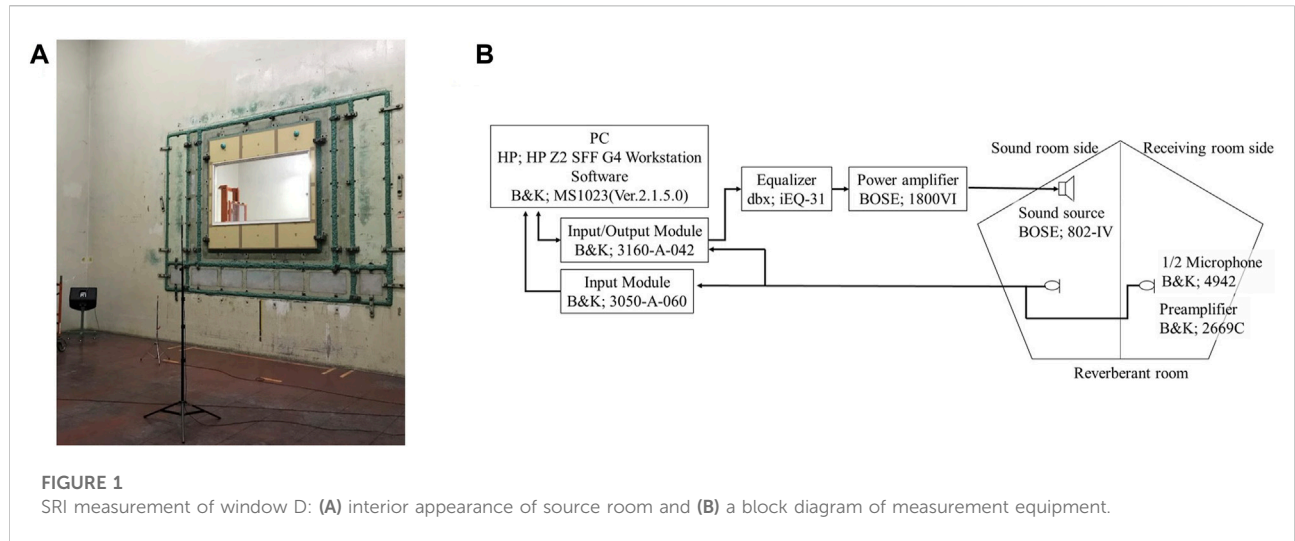 A
B
PC
HP; HP Z2 SFF G4 Workstation
Software
B&K; MS1023(Ver.2.1.5.0)
Input/Output Module
B&K; 3160-A-042
Input Module
B&K; 3050-A-060
Equalizer
dbx; iEQ-31
Power amplifier
BOSE; 1800VI
Sound room side
Receiving room side
Sound source
BOSE; 802-IV
1/2 Microphone
B&K; 4942
Preamplifier
B&K; 2669C
Reverberant room
FIGURE 1
SRI measurement of window D: (A) interior appearance of source room and (B) a block diagram of measurement equipment.